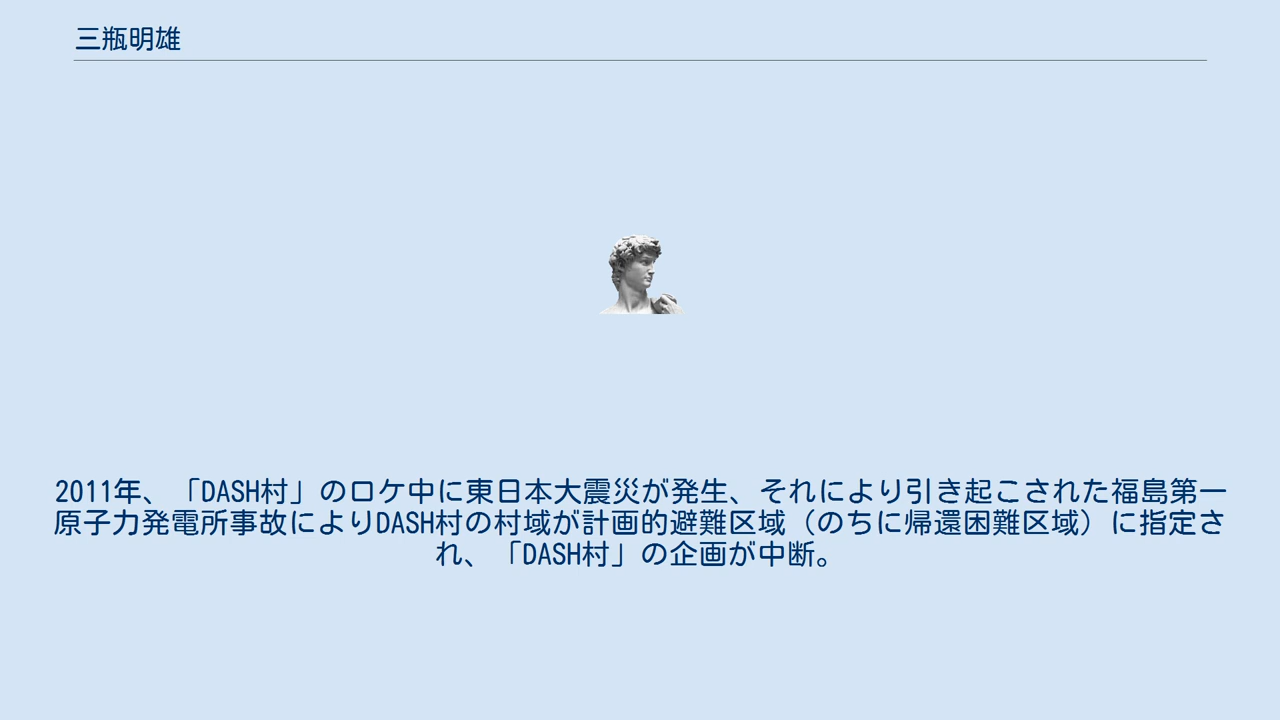 三瓶明雄
2011年、「DASH村」のロケ中に東日本大震災が発生、それにより引き起こされた福島第一
原子力発電所事故によりDASH村の村域が計画的避難区域（のちに帰還困難区域）に指定さ
れ、「DASH村」の企画が中断。